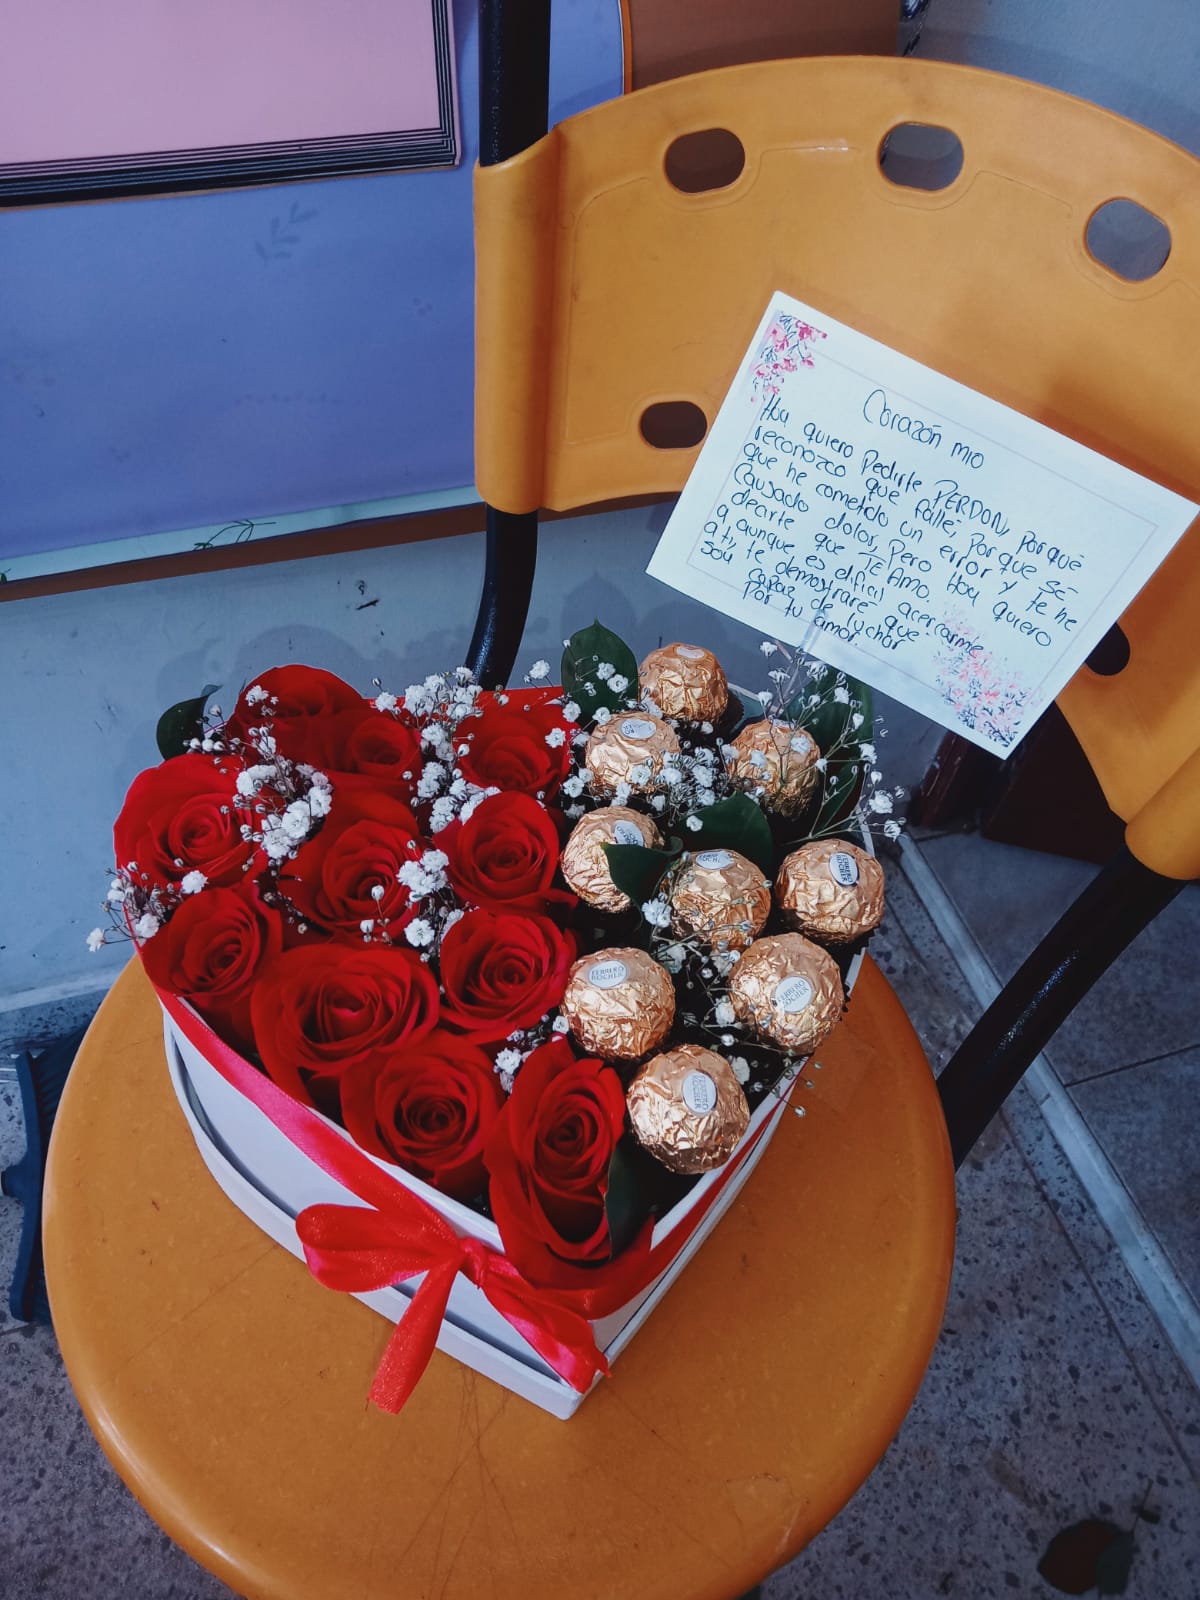 Corazón mio
Hoy quiero Pedirte PERDON, porqué
reconozco que fallé, porque sé
que he cometido un error y te he
Causado dolor, Pero Hoy quiero
decirte que TE AMO.
a aunque es dificil acercarme
a ti, te demostraré que
soy capaz de luchar
Por tu amor.
FERRERO
ROCHER
FERRERO
ROCHER
FERRERO
ROCHER
FERRERO
ROCHER